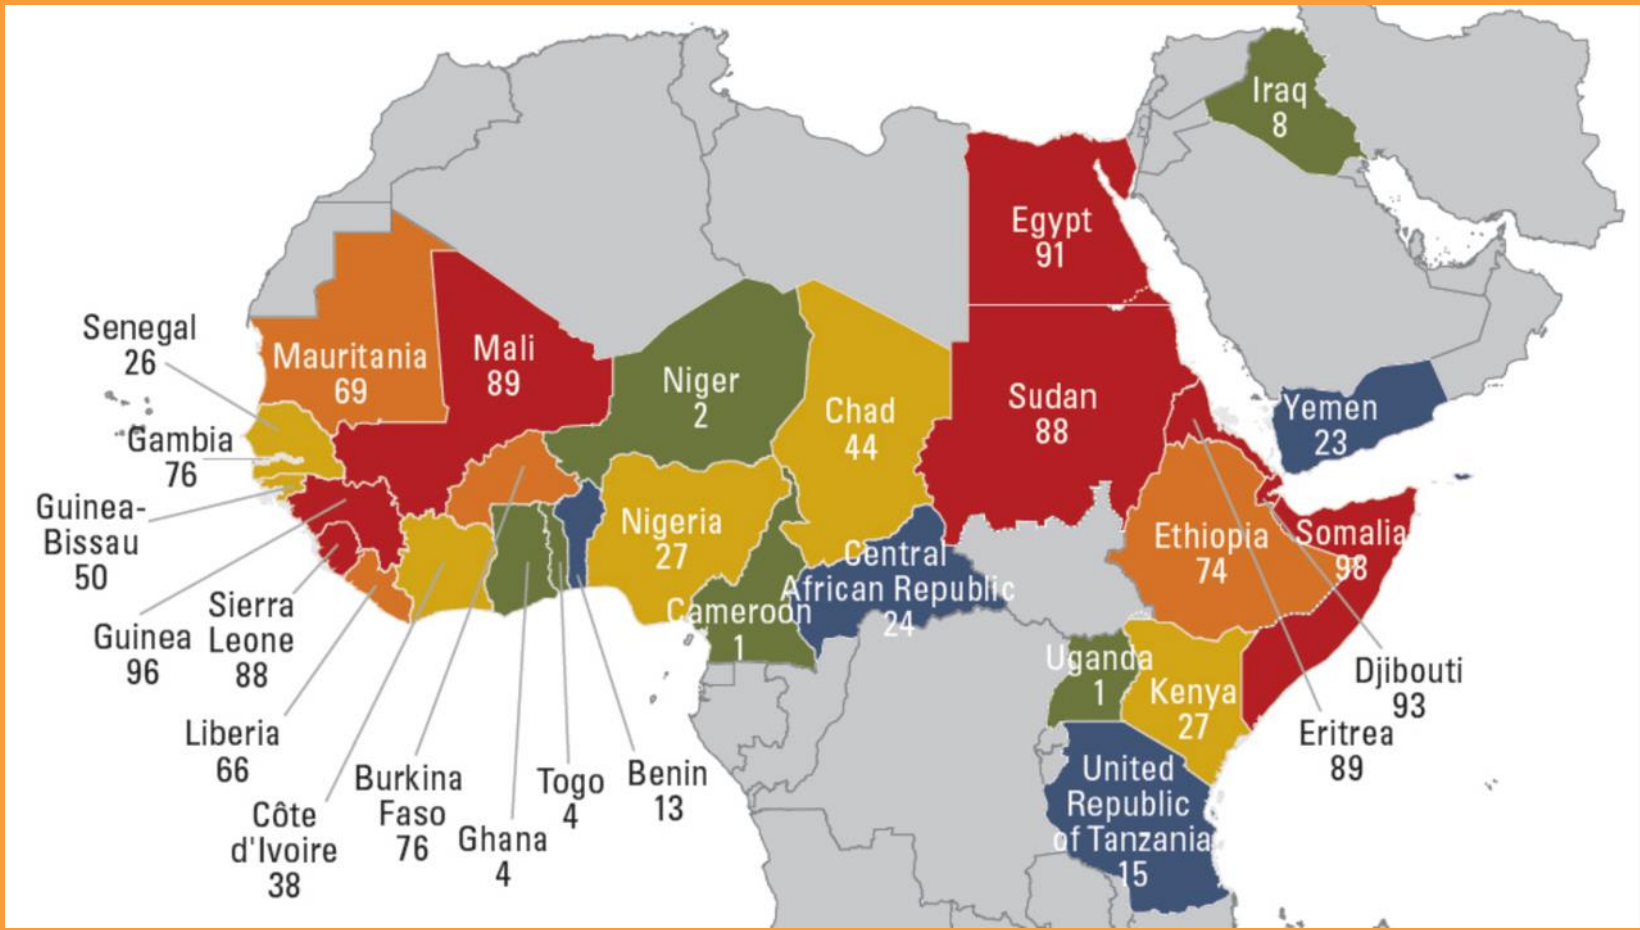 Iraq
8
Egypt
91
Senegal
26
Mauritania
69
Mali
89
Niger
2
Chad
44
Sudan
88
Yemen
23
Gambia
76
Guinea-
Bissau
50
Nigeria
27
Ethiopia
74
Somalia
98
Central
African Republic
24
Cameroon
1
Guinea
96
Sierra
Leone
88
Uganda
1
Kenya
27
Djibouti
93
Liberia
66
Eritrea
89
Côte
d'Ivoire
38
Burkina
Faso
76
Ghana
4
Togo
4
Benin
13
United
Republic
of Tanzania
15